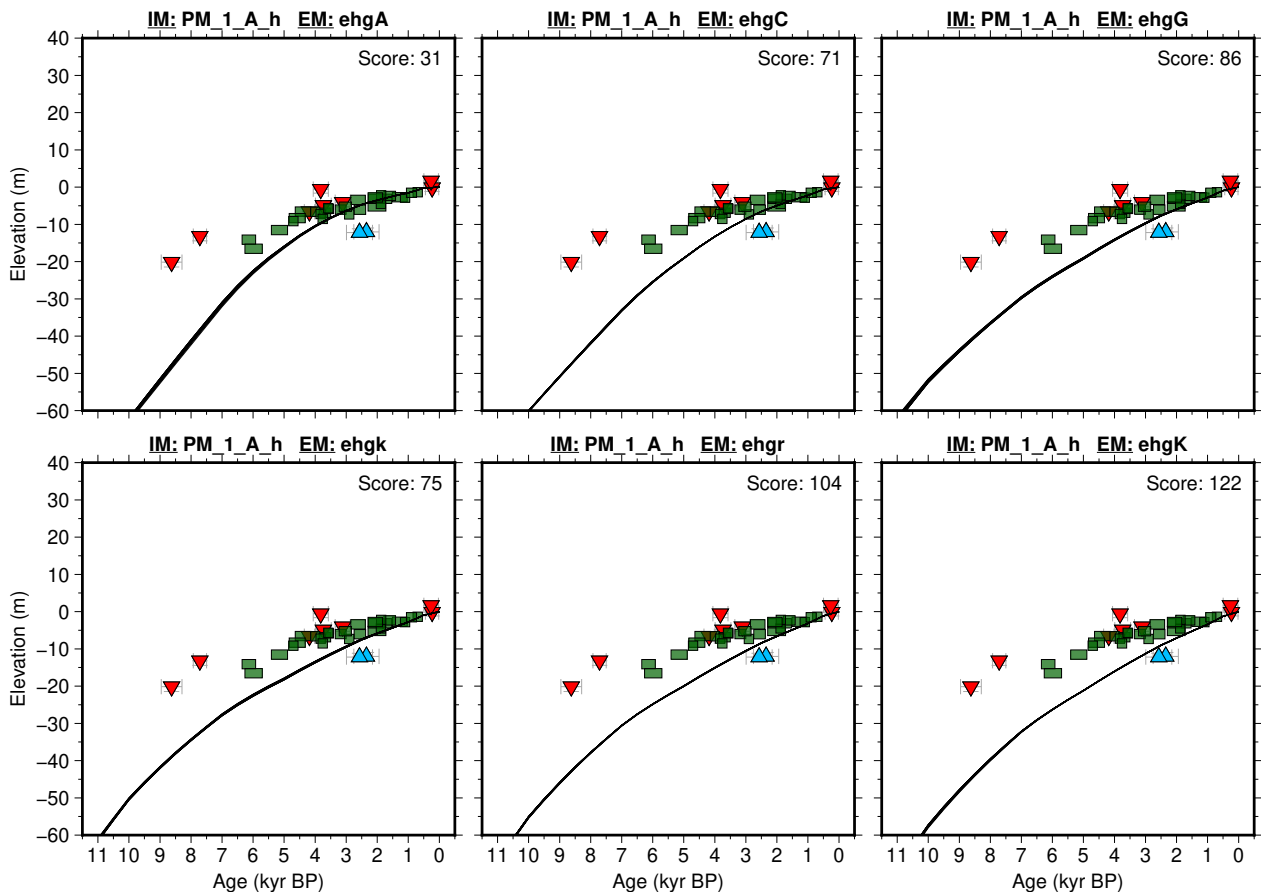 IM: PM_1_A_h EM: ehgA
IM: PM_1_A_h EM: ehgC
IM: PM_1_A_h EM: ehgG
Score: 31
Score: 71
Score: 86
Elevation (m)
40
30
20
10
0
−10
−20
−30
−40
−50
−60
IM: PM_1_A_h EM: ehgk
IM: PM_1_A_h EM: ehgr
IM: PM_1_A_h EM: ehgK
Score: 75
Score: 104
Score: 122
Elevation (m)
40
30
20
10
0
−10
−20
−30
−40
−50
−60
11 10 9 8 7 6 5 4 3 2 1 0
11 10 9 8 7 6 5 4 3 2 1 0
11 10 9 8 7 6 5 4 3 2 1 0
Age (kyr BP)
Age (kyr BP)
Age (kyr BP)